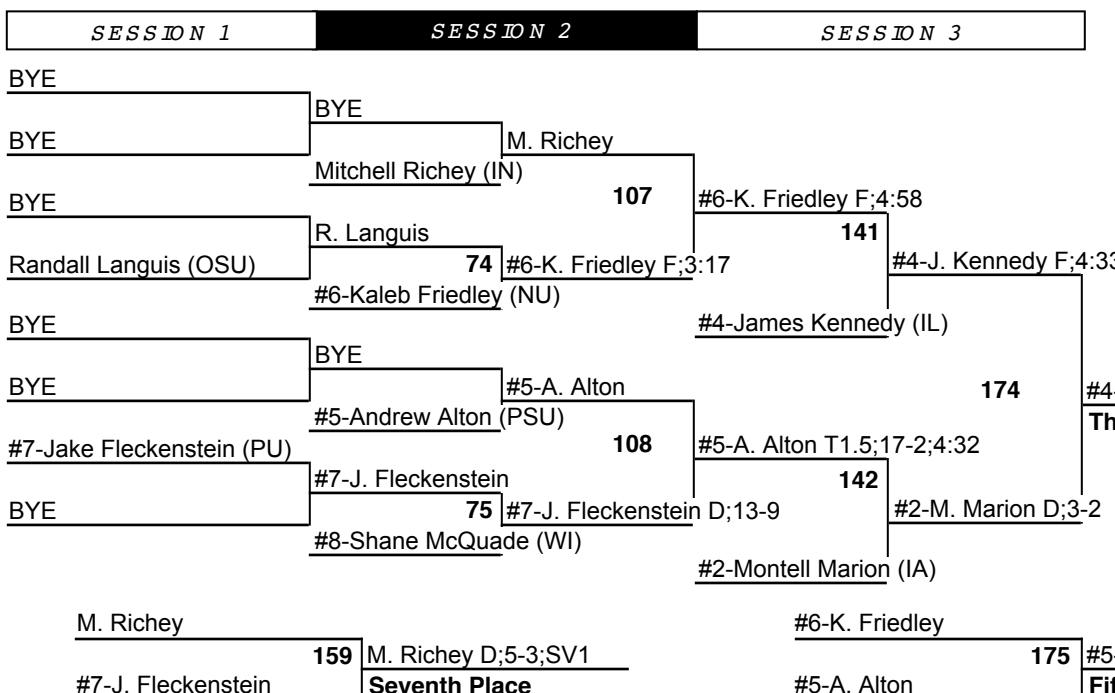 SESSION 1 SESSION 2 SESSION 3
BYE
BYE
BYE M. Richey
Mitchell Richey (IN)
107 #6-K. Friedley F;4:58
BYE
R. Languis 141
Randall Languis (OSU) 74 #6-K. Friedley F;3:17 #4-J. Kennedy F;4:33
#6-Kaleb Friedley (NU)
BYE #4-James Kennedy (IL)
BYE
BYE #5-A. Alton 174 #4-
#5-Andrew Alton (PSU) Th
#7-Jake Fleckenstein (PU) 108 #5-A. Alton T1.5;17-2;4:32
#7-J. Fleckenstein 142
BYE 75 #7-J. Fleckenstein D;13-9 #2-M. Marion D;3-2
#8-Shane McQuade (WI)
#2-Montell Marion (IA)
M. Richey #6-K. Friedley
159 M. Richey D;5-3;SV1 175 #5-
#7-J. Fleckenstein Seventh Place #5-A. Alton Fif